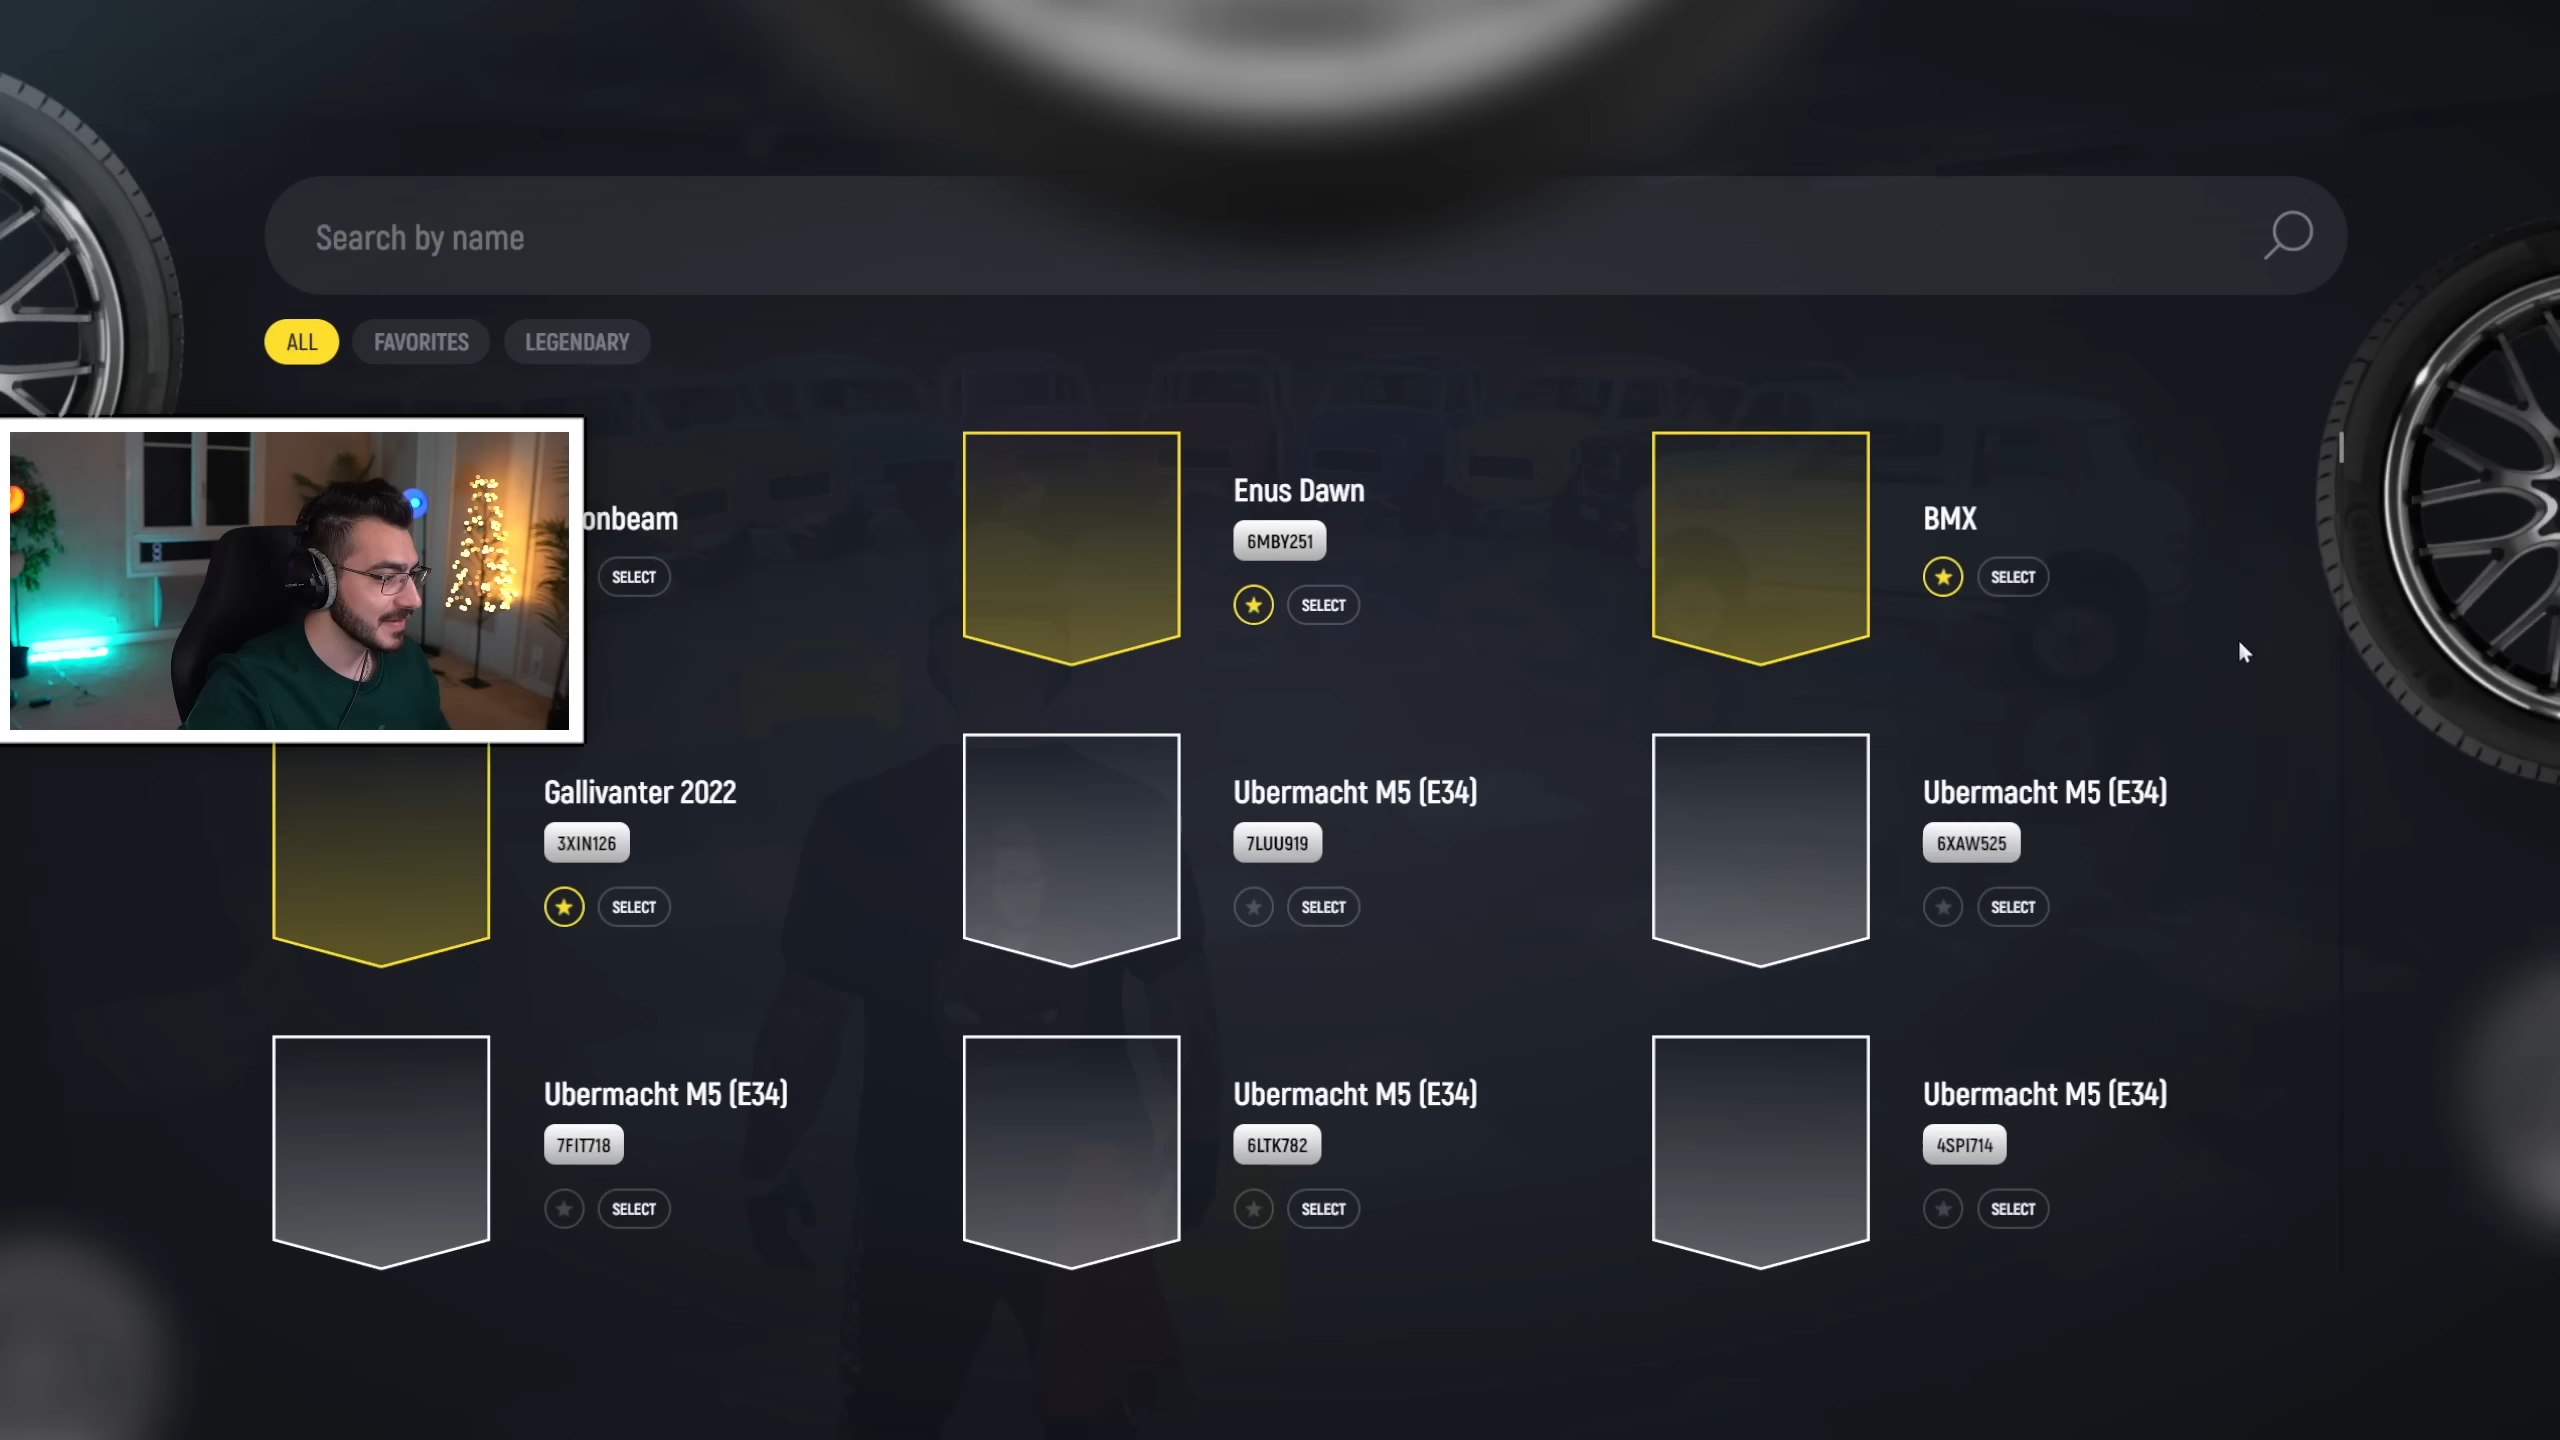 Search by name
ALL FAVORITES LEGENDARY
onbeam
SELECT
Enus Dawn
6MBY251
SELECT
BMX
SELECT
Gallivanter 2022
3XIN126
SELECT
Ubermacht M5 (E34)
7LUU919
SELECT
Ubermacht M5 (E34)
6XAW525
SELECT
Ubermacht M5 (E34)
7FIT718
SELECT
Ubermacht M5 (E34)
6LTK782
SELECT
Ubermacht M5 (E34)
4SPI714
SELECT